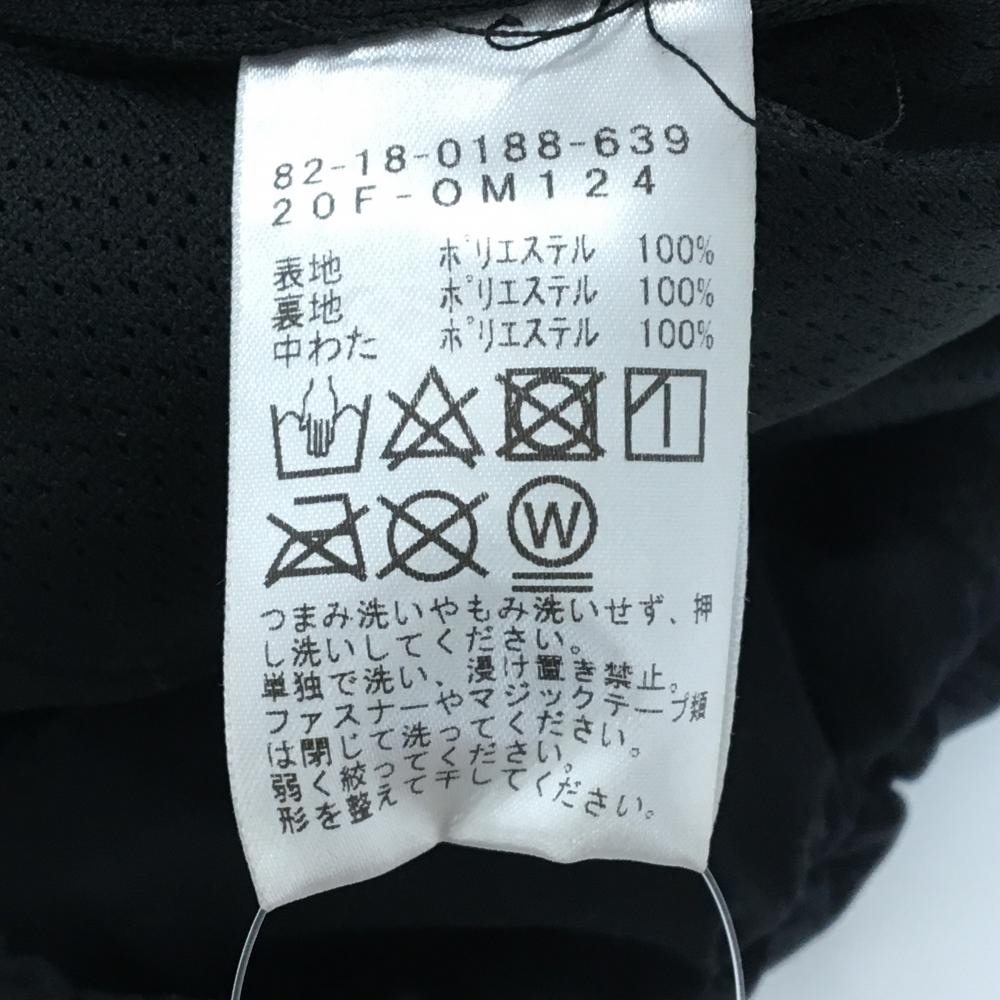 82-18-0188-639
20F-OM124
表地 ポリエステル 100%
裏地 ポリエステル 100%
中わた ポリエステル 100%
W
つまみ洗いやもみ洗いせず、押
し洗いしてください。
単独で洗い、浸け置き禁止。
ファスナーやマジックテープ類
は閉じて洗ってください。
弱く絞ってください。
形を整えて干してください。